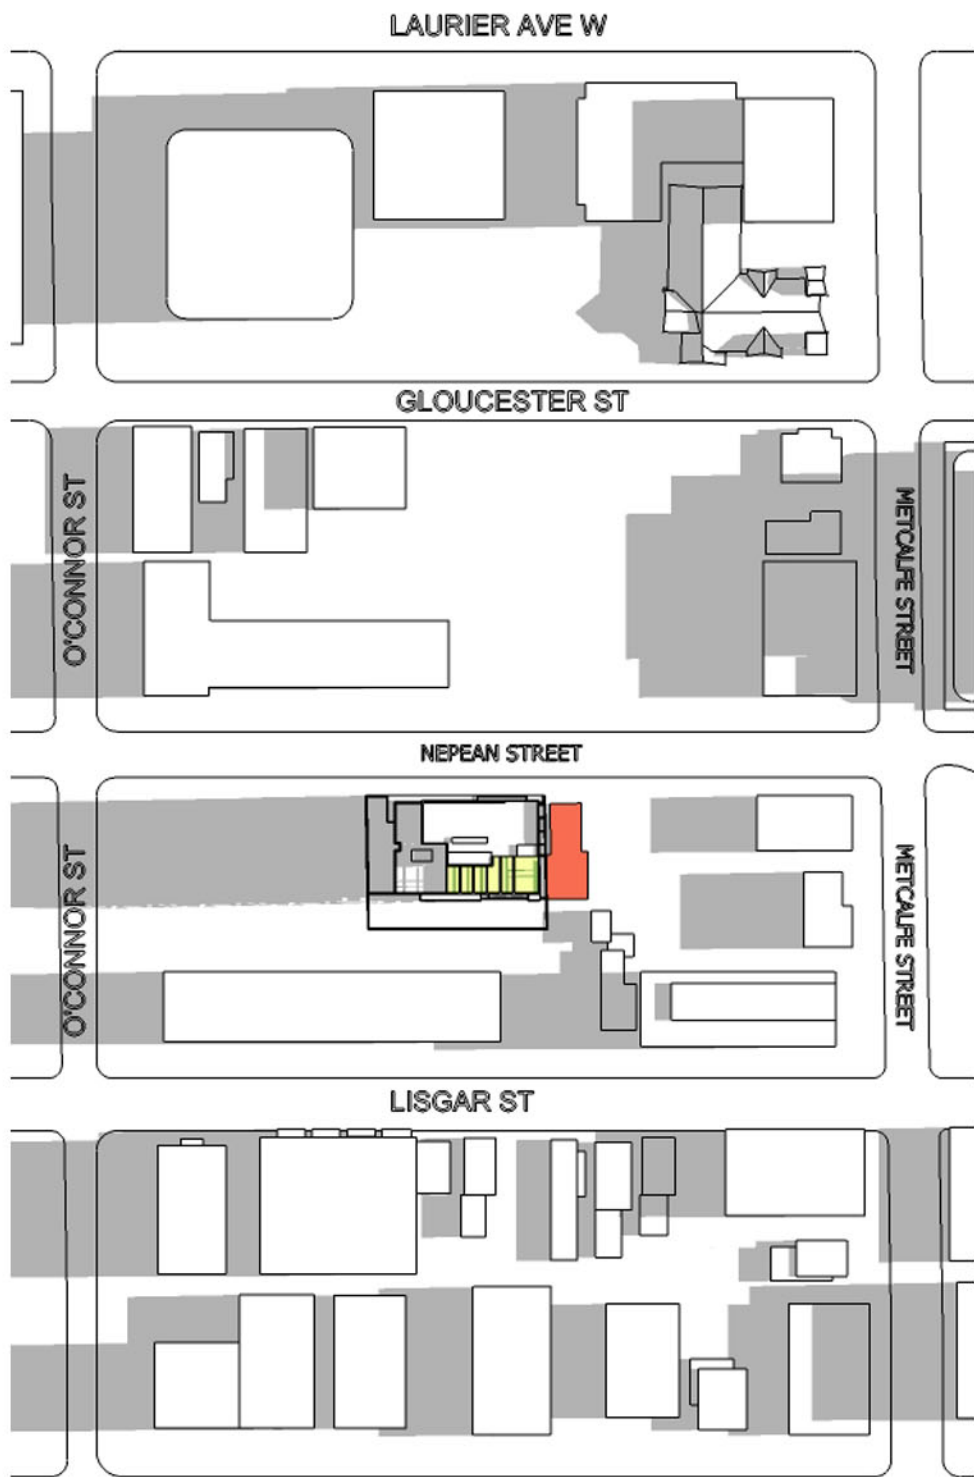 LAURIER AVE W
GLOUCESTER ST
O'CONNOR ST
METCALFE STREET
NEPEAN STREET
O'CONNOR ST
METCALFE STREET
LISGAR ST